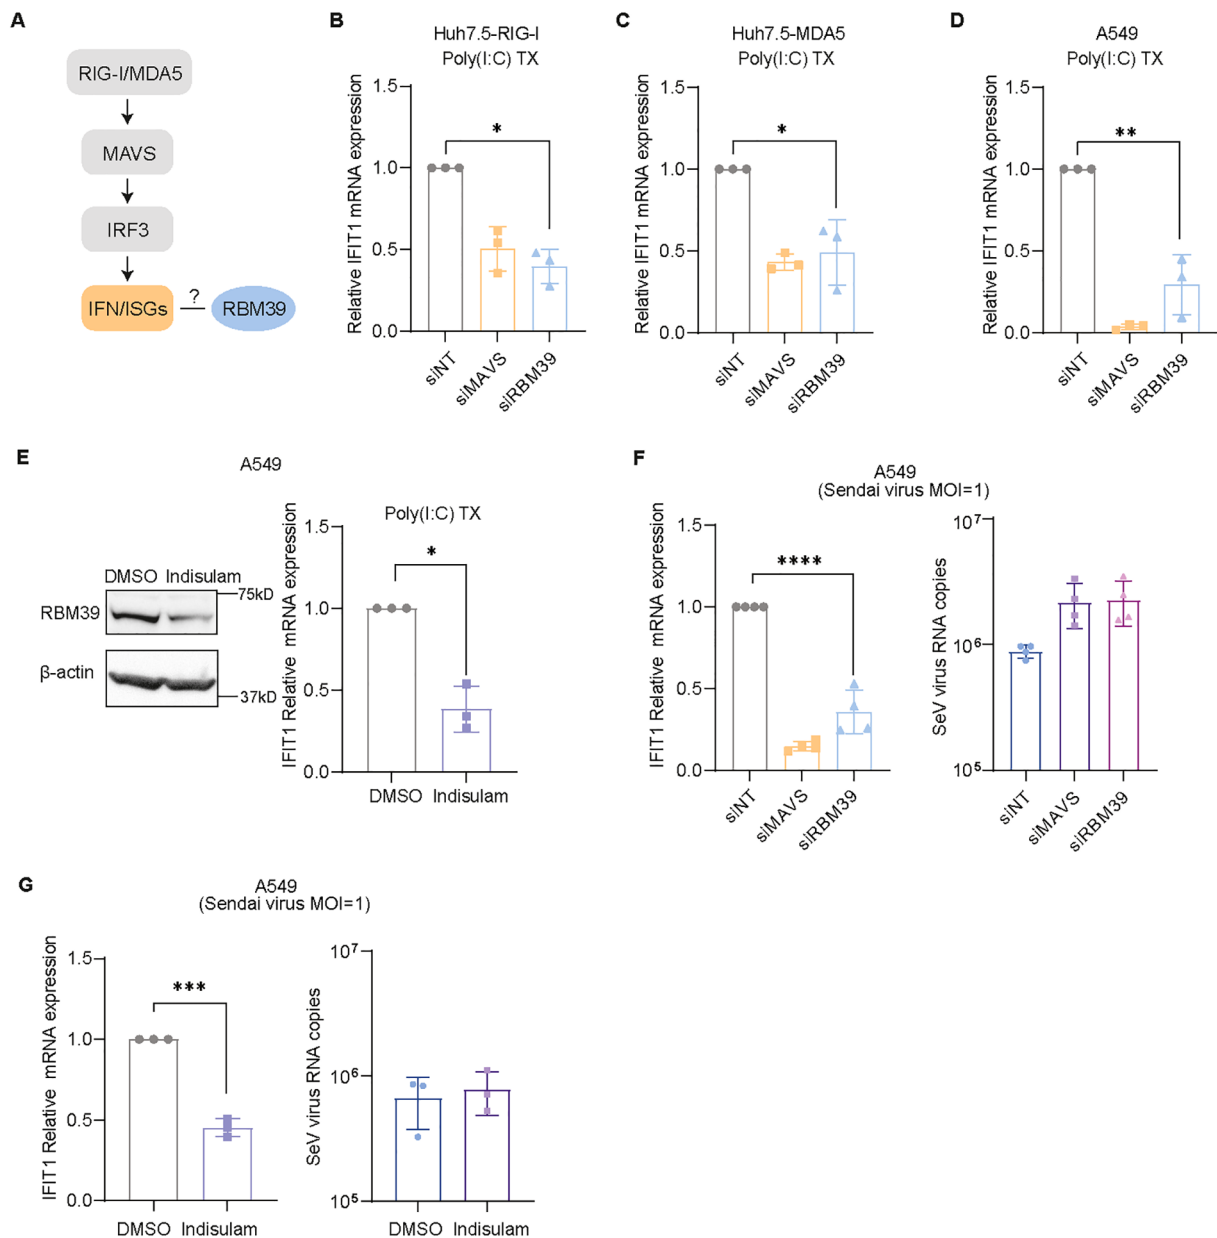 A
RIG-I/MDA5
MAVS
IRF3
IFN/ISGs
?
RBM39
B
Huh7.5-RIG-I
Poly(I:C) TX
Relative IFIT1 mRNA expression
1.5
1.0
0.5
0.0
*
siNT
siMAVS
siRBM39
C
Huh7.5-MDA5
Poly(I:C) TX
Relative IFIT1 mRNA expression
1.5
1.0
0.5
0.0
*
siNT
siMAVS
siRBM39
D
A549
Poly(I:C) TX
Relative IFIT1 mRNA expression
1.5
1.0
0.5
0.0
**
siNT
siMAVS
siRBM39
E
A549
DMSO Indisulam
75kD
RBM39
β-actin
37kD
Poly(I:C) TX
IFIT1 Relative mRNA expression
1.5
1.0
0.5
0.0
*
DMSO Indisulam
F
A549
(Sendai virus MOI=1)
IFIT1 Relative mRNA expression
1.5
1.0
0.5
0.0
****
siNT
siMAVS
siRBM39
SeV virus RNA copies
10⁷
10⁶
10⁵
siNT
siMAVS
siRBM39
G
A549
(Sendai virus MOI=1)
IFIT1 Relative mRNA expression
1.5
1.0
0.5
0.0
***
DMSO Indisulam
SeV virus RNA copies
10⁷
10⁶
10⁵
DMSO Indisulam